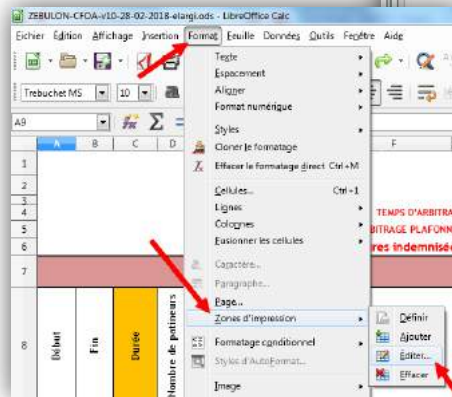 ZEBULON-CFOA-v10-28-02-2018-elargi.ods - LibreOffice Calc
Fichier Édition Affichage Insertion Format Feuille Données Outils Fenêtre Aide
Trebuchet MS 10
A9
A B C D F
1
2
3
4
5
6
7
8
Texte
Espacement
Aligner
Format numérique
Styles
Cloner le formatage
Effacer le formatage direct Ctrl+M
Cellules... Ctrl+1
Lignes
Colonnes
Fusionner les cellules
Caractère...
Paragraphe...
Page...
Zones d'impression
Formatage conditionnel
Styles d'AutoFormat...
Image
Définir
Ajouter
Éditer...
Effacer
TEMPS D'ARBITRA
BITRAGE PLAFONN
res indemnisé
Début
Fin
Durée
Nombre de patineurs